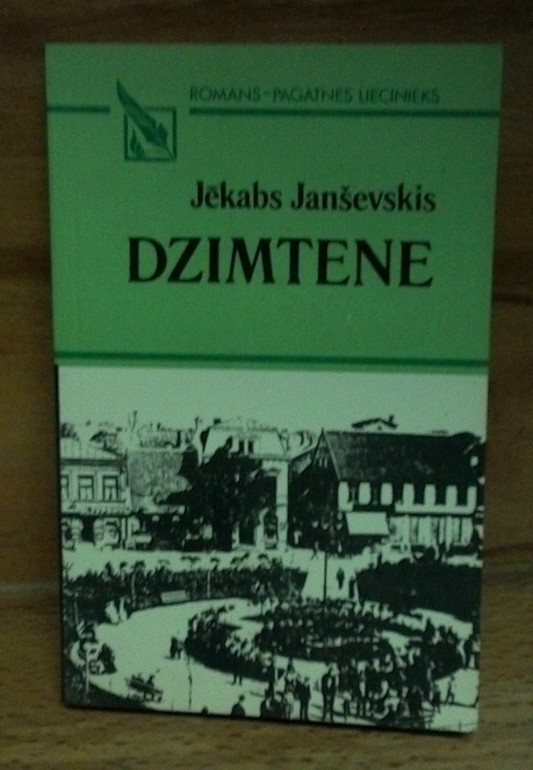 ROMĀNS - PAGĀTNES LIECINIEKS
Jēkabs Janševskis
DZIMTENE